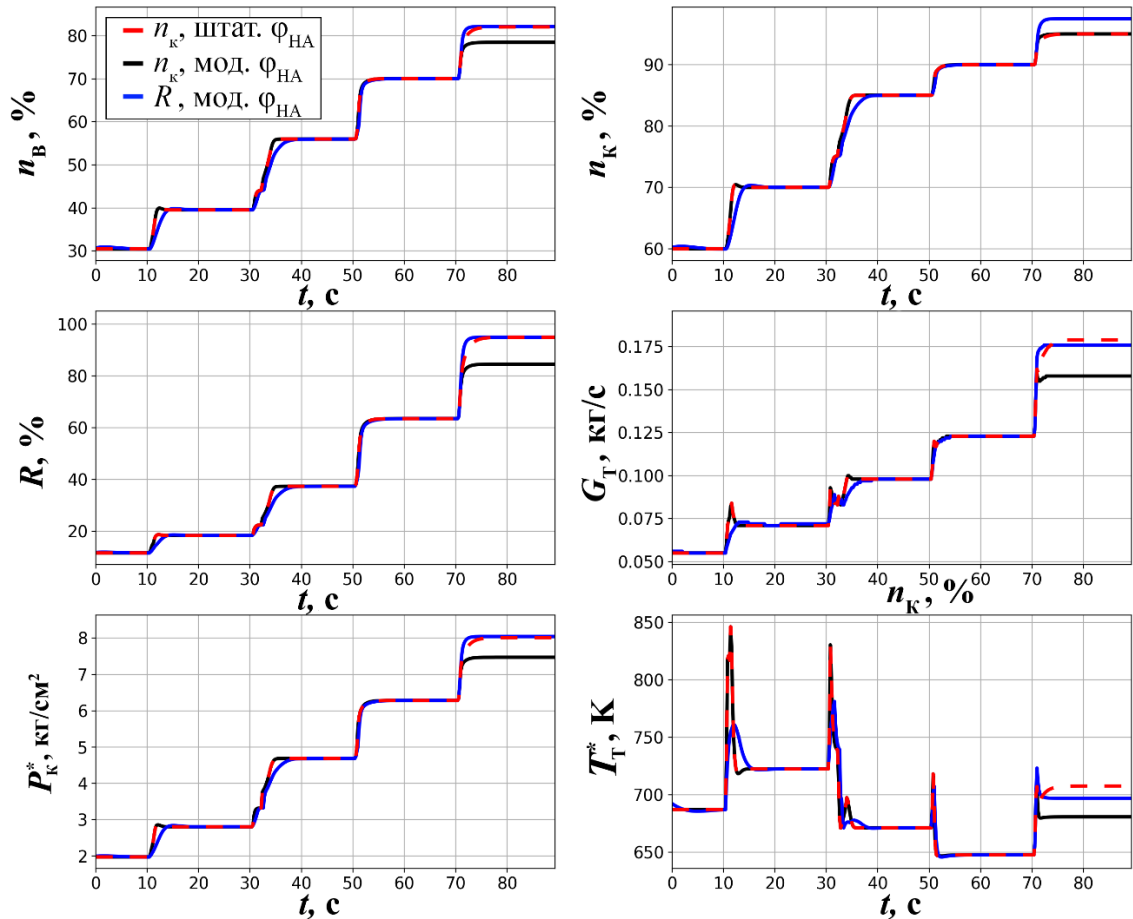 80
70
60
50
40
30
n_в, %
n_к, штат. φ_НА
n_к, мод. φ_НА
R, мод. φ_НА
0 10 20 30 40 50 60 70 80
t, с
90
80
70
60
n_К, %
0 10 20 30 40 50 60 70 80
t, с
100
80
60
40
20
R, %
0 10 20 30 40 50 60 70 80
t, с
0.175
0.150
0.125
0.100
0.075
0.050
G_Т, кг/с
0 10 20 30 40 50 60 70 80
n_К, %
8
7
6
5
4
3
2
P_К^*, кг/см²
0 10 20 30 40 50 60 70 80
t, с
850
800
750
700
650
T_Т^*, К
0 10 20 30 40 50 60 70 80
t, с